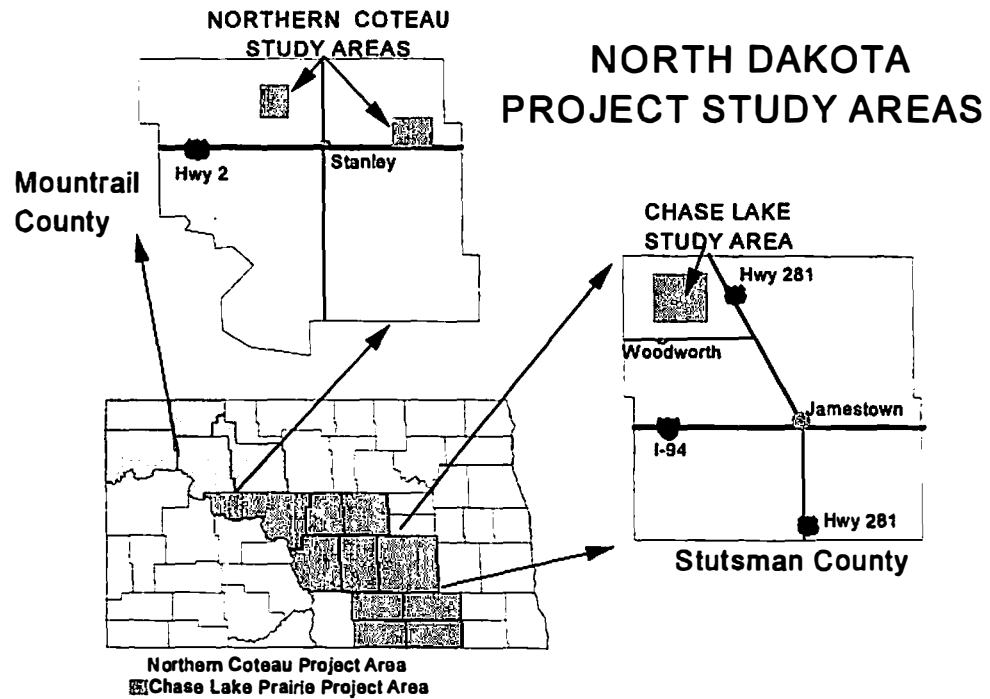 NORTHERN COTEAU
STUDY AREAS
NORTH DAKOTA
PROJECT STUDY AREAS
Stanley
Hwy 2
Mountrail
County
CHASE LAKE
STUDY AREA
Hwy 281
Woodworth
Jamestown
I-94
Hwy 281
Stutsman County
Northern Coteau Project Area
Chase Lake Prairie Project Area